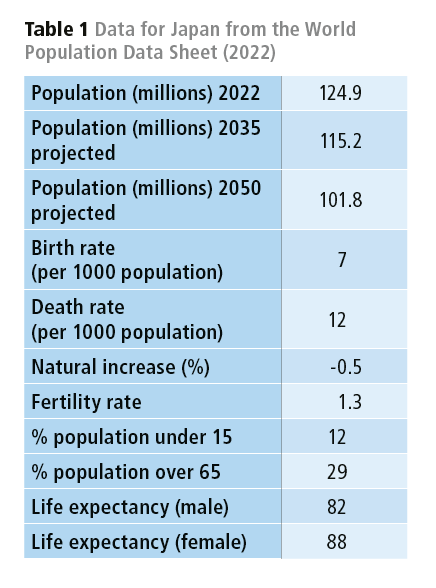 Table 1 Data for Japan from the World
Population Data Sheet (2022)
Population (millions) 2022 124.9
Population (millions) 2035
projected 115.2
Population (millions) 2050
projected 101.8
Birth rate
(per 1000 population) 7
Death rate
(per 1000 population) 12
Natural increase (%) -0.5
Fertility rate 1.3
% population under 15 12
% population over 65 29
Life expectancy (male) 82
Life expectancy (female) 88